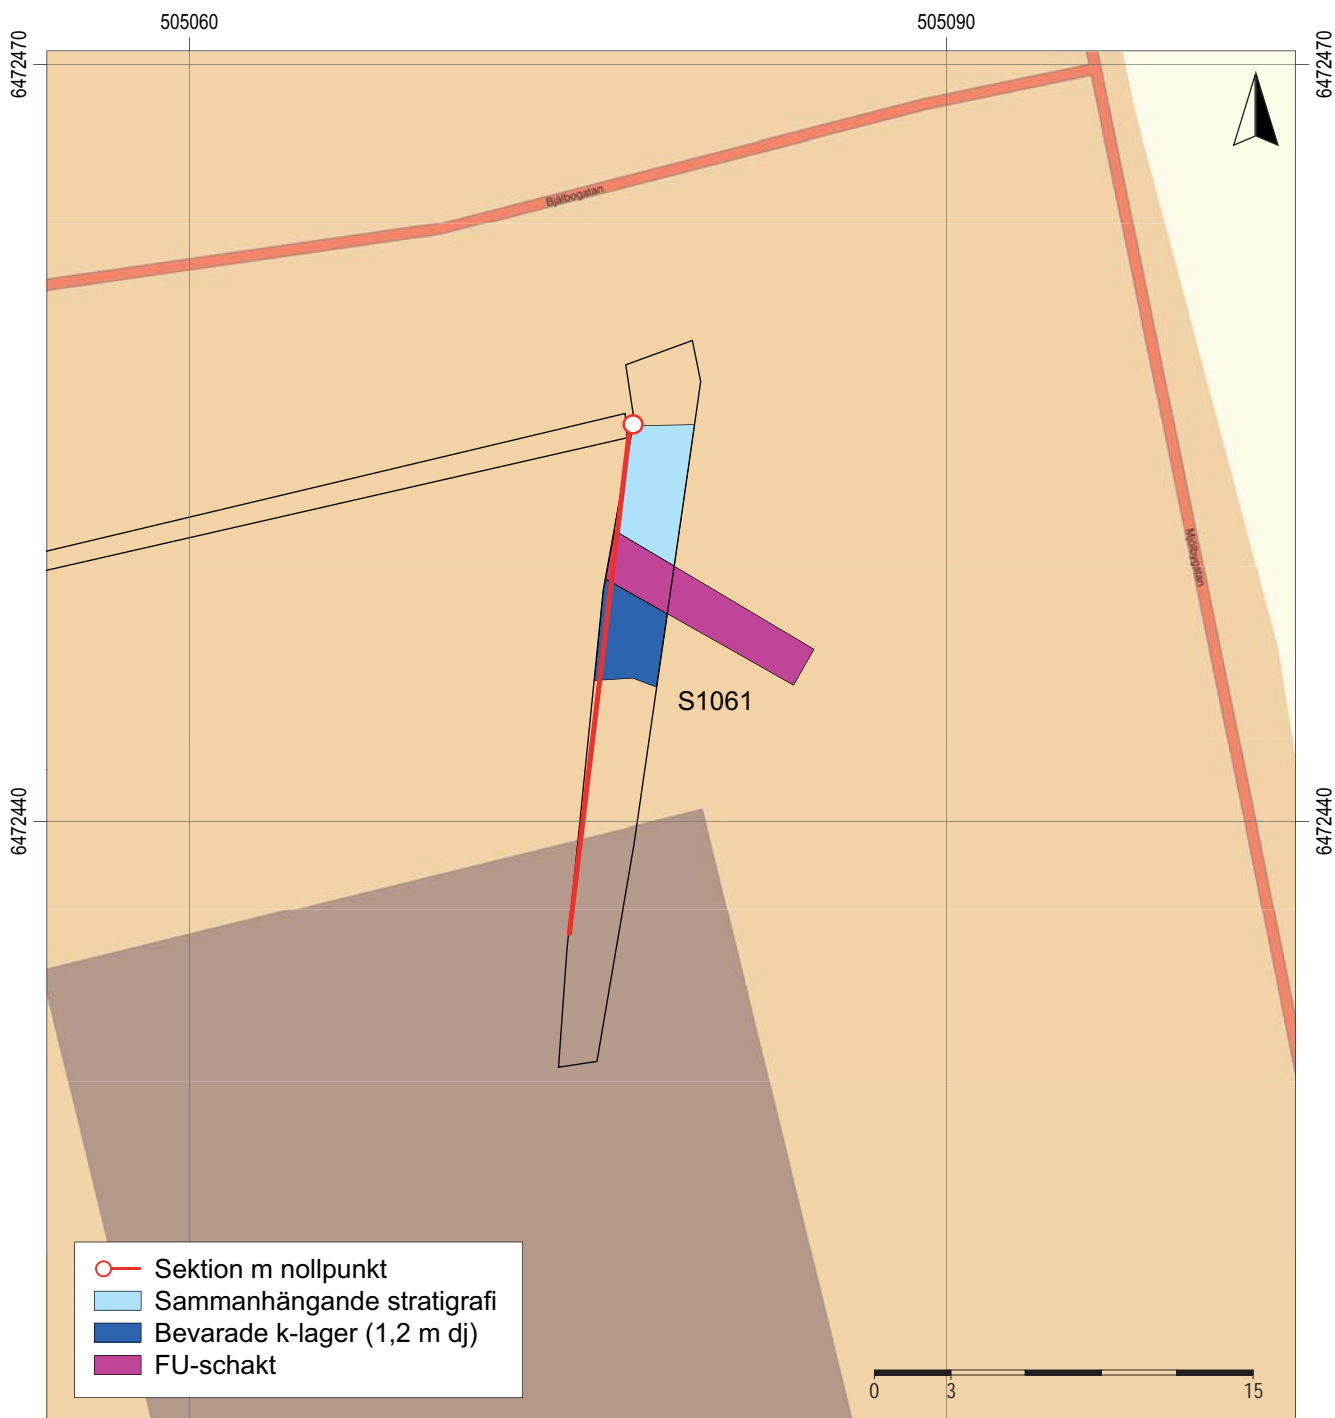 505060
505090
6472470
6472470
Bjälbogatan
Mjölbygatan
S1061
6472440
6472440
Sektion m nollpunkt
Sammanhängande stratigrafi
Bevarade k-lager (1,2 m dj)
FU-schakt
0
3
15